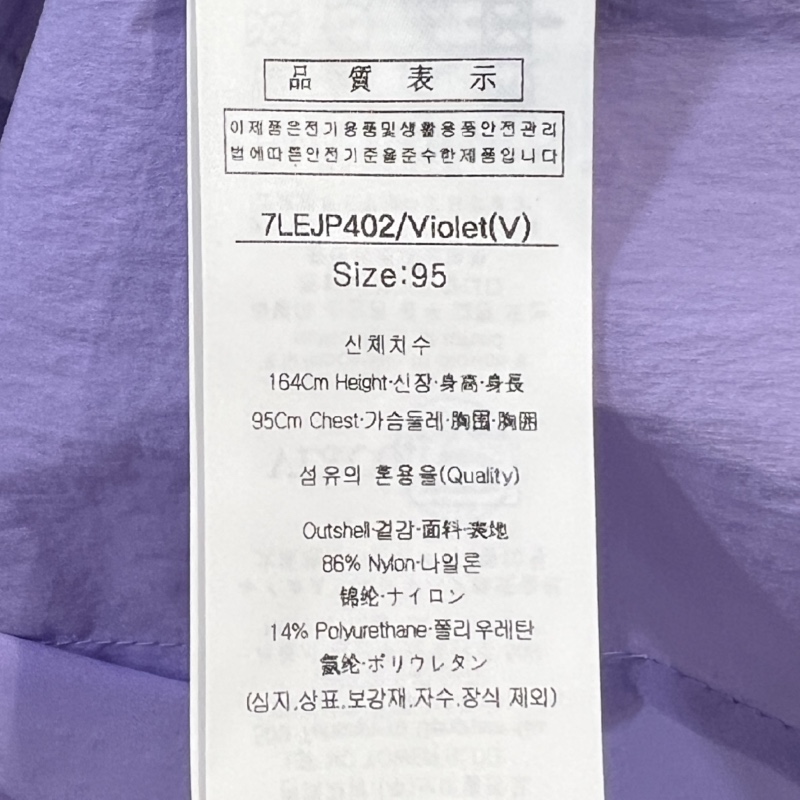 品質表示
이제품은전기용품및생활용품안전관리
법에따른안전기준을준수한제품입니다
7LEJP402/Violet(V)
Size:95
신체치수
164Cm Height·신장·身高·身長
95Cm Chest·가슴둘레·胸围·胸囲
섬유의 혼용율(Quality)
Outshell·겉감·面料·表地
86% Nylon·나일론
锦纶·ナイロン
14% Polyurethane·폴리우레탄
氨纶·ポリウレタン
(심지,상표,보강재,자수,장식 제외)